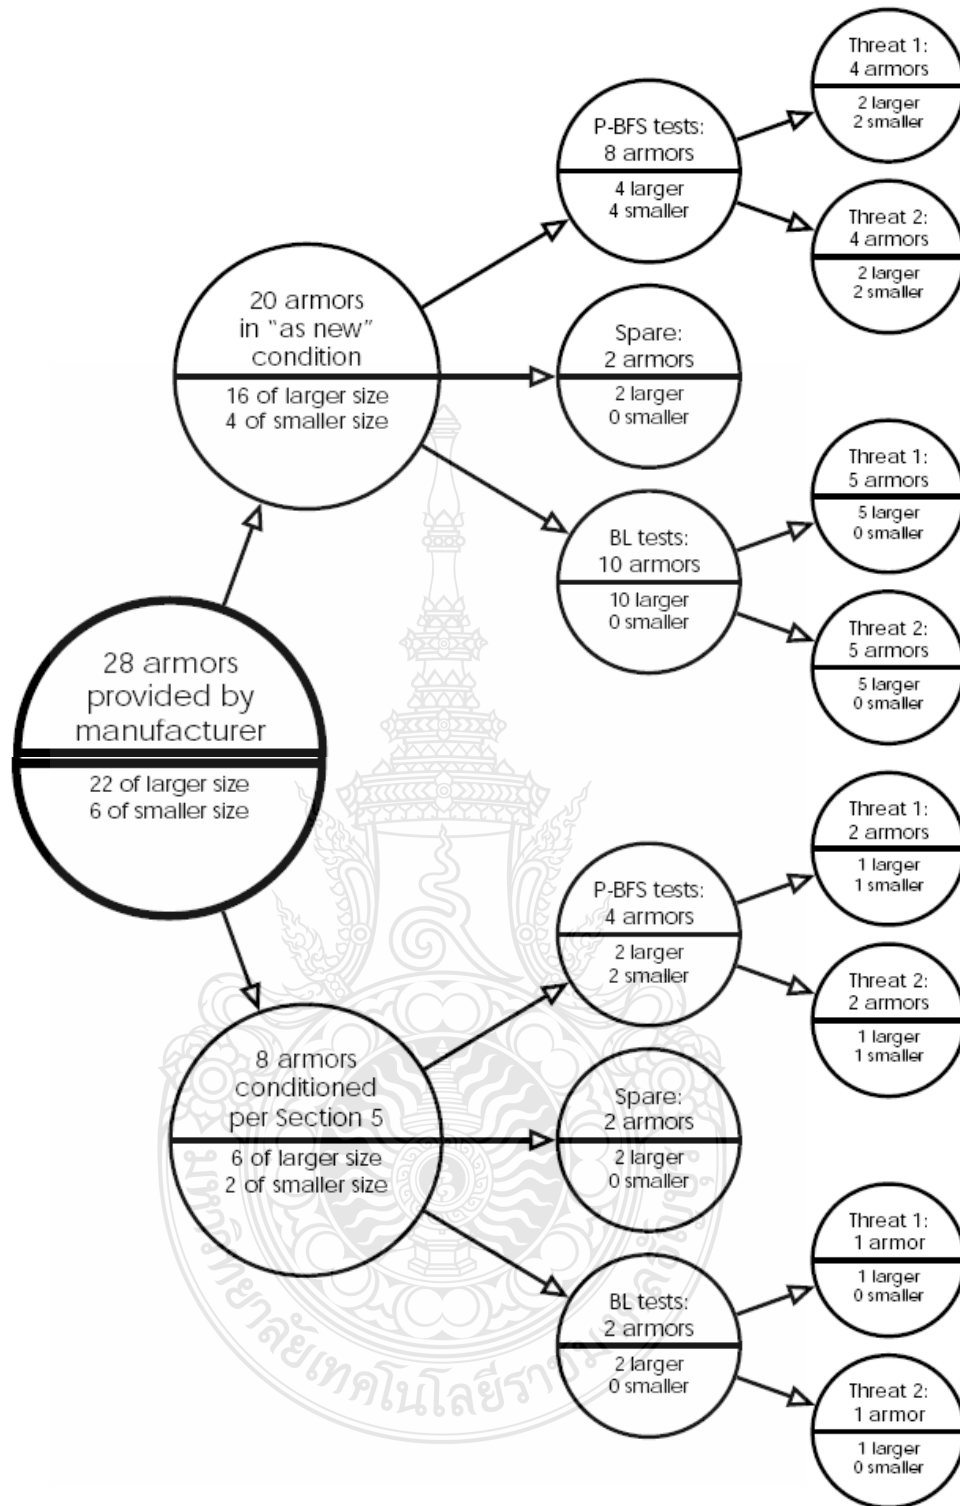 28 armors
provided by
manufacturer
22 of larger size
6 of smaller size
20 armors
in "as new"
condition
16 of larger size
4 of smaller size
P-BFS tests:
8 armors
4 larger
4 smaller
Threat 1:
4 armors
2 larger
2 smaller
Threat 2:
4 armors
2 larger
2 smaller
Spare:
2 armors
2 larger
0 smaller
BL tests:
10 armors
10 larger
0 smaller
Threat 1:
5 armors
5 larger
0 smaller
Threat 2:
5 armors
5 larger
0 smaller
8 armors
conditioned
per Section 5
6 of larger size
2 of smaller size
P-BFS tests:
4 armors
2 larger
2 smaller
Threat 1:
2 armors
1 larger
1 smaller
Threat 2:
2 armors
1 larger
1 smaller
Spare:
2 armors
2 larger
0 smaller
BL tests:
2 armors
2 larger
0 smaller
Threat 1:
1 armor
1 larger
0 smaller
Threat 2:
1 armor
1 larger
0 smaller